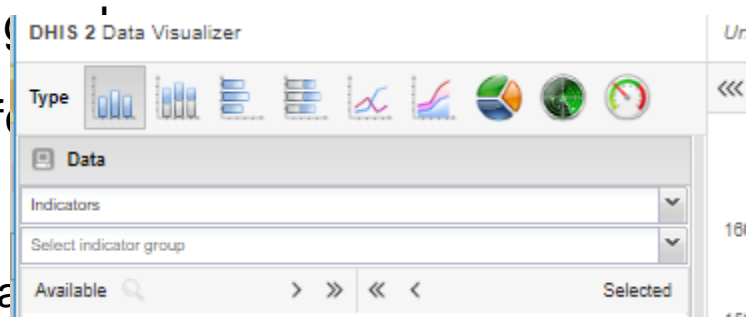 DHIS 2 Data Visualizer
Type
Data
Indicators
Select indicator group
Available
Selected